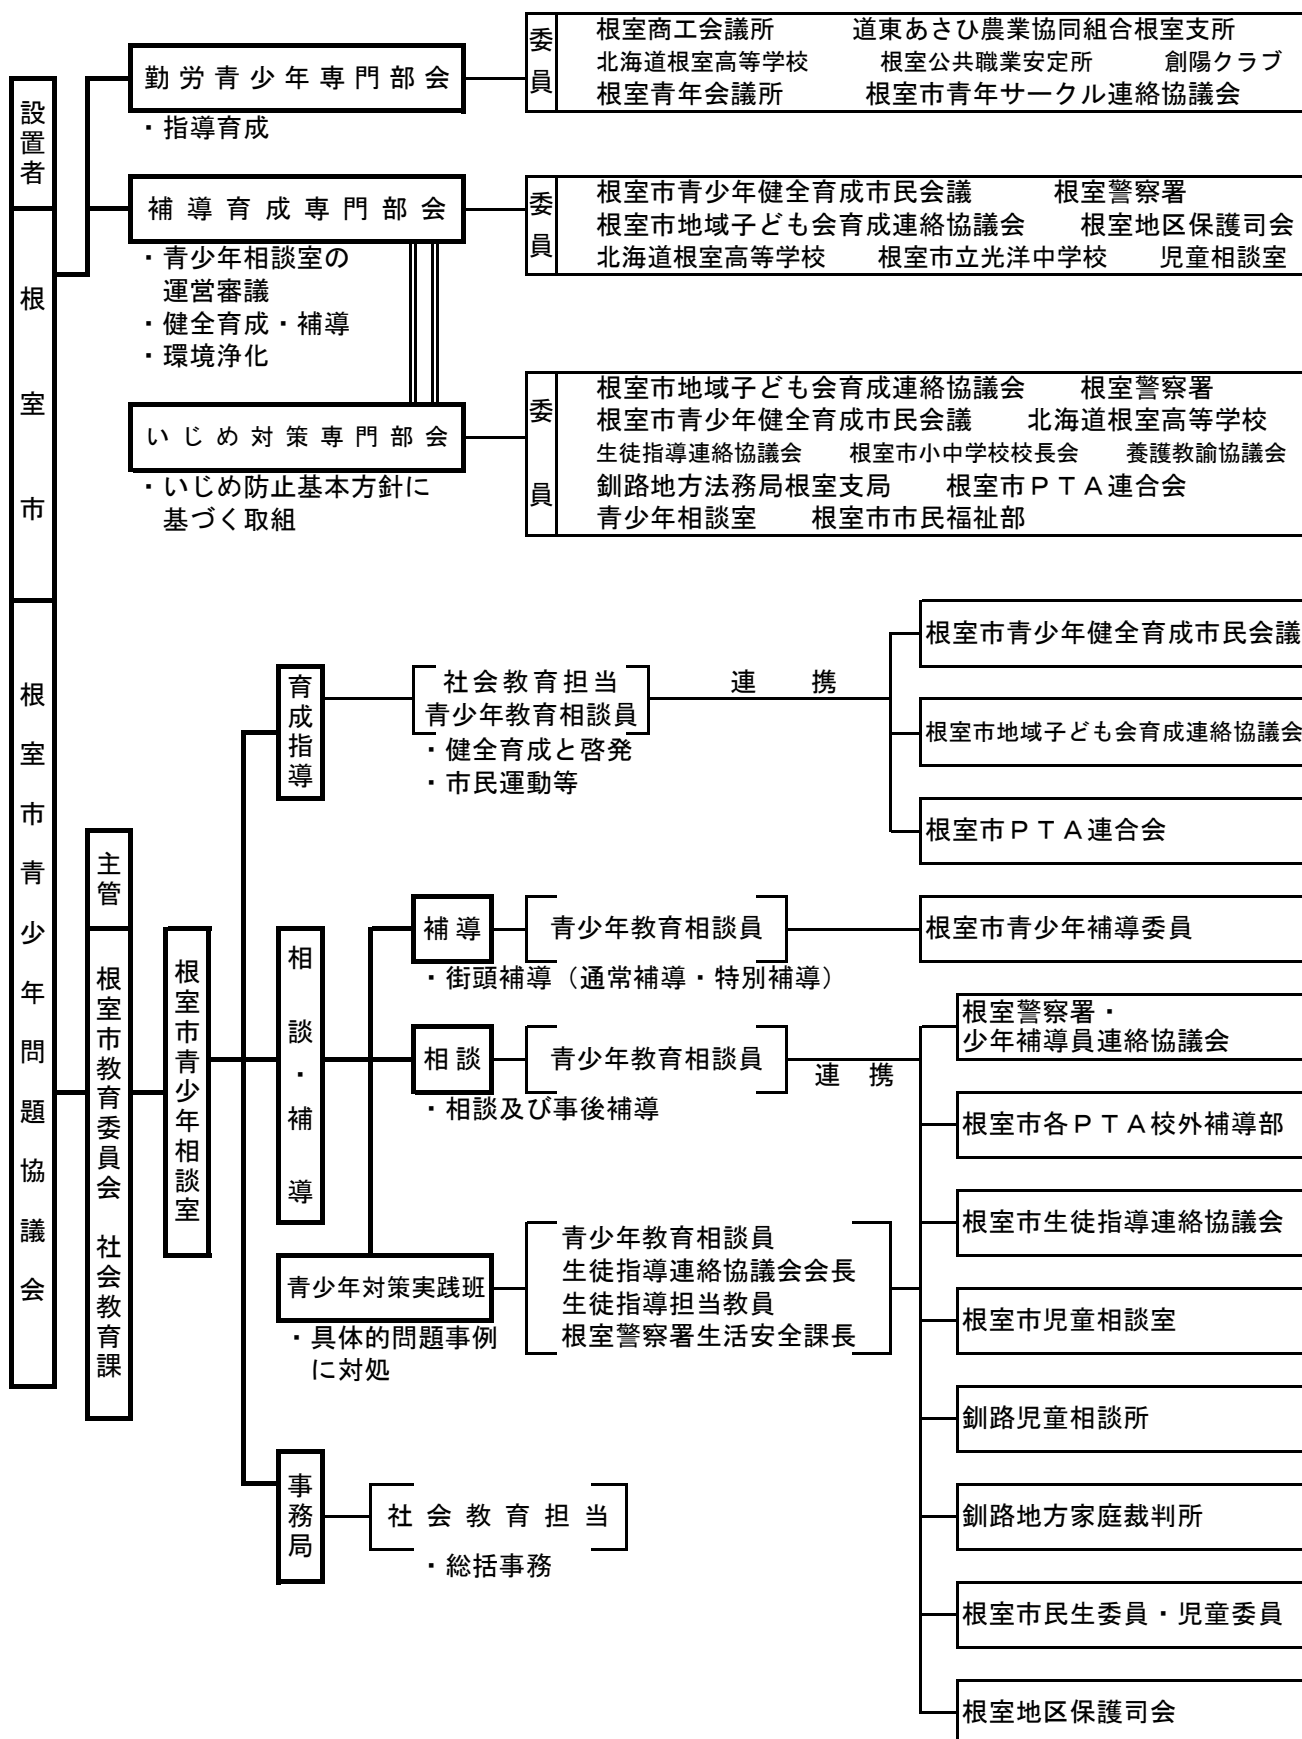 設置者
根室市
根室市青少年問題協議会
勤労青少年専門部会
・指導育成
委員
根室商工会議所 道東あさひ農業協同組合根室支所
北海道根室高等学校 根室公共職業安定所 創陽クラブ
根室青年会議所 根室市青年サークル連絡協議会
補導育成専門部会
・青少年相談室の
運営審議
・健全育成・補導
・環境浄化
委員
根室市青少年健全育成市民会議 根室警察署
根室市地域子ども会育成連絡協議会 根室地区保護司会
北海道根室高等学校 根室市立光洋中学校 児童相談室
いじめ対策専門部会
・いじめ防止基本方針に
基づく取組
委員
根室市地域子ども会育成連絡協議会 根室警察署
根室市青少年健全育成市民会議 北海道根室高等学校
生徒指導連絡協議会 根室市小中学校校長会 養護教諭協議会
釧路地方法務局根室支局 根室市ＰＴＡ連合会
青少年相談室 根室市市民福祉部
主管
根室市教育委員会 社会教育課
根室市青少年相談室
育成指導
社会教育担当
青少年教育相談員
・健全育成と啓発
・市民運動等
連携
根室市青少年健全育成市民会議
根室市地域子ども会育成連絡協議会
根室市ＰＴＡ連合会
相談・補導
補導
青少年教育相談員
・街頭補導（通常補導・特別補導）
根室市青少年補導委員
相談
青少年教育相談員
・相談及び事後補導
連携
青少年対策実践班
・具体的問題事例
に対処
青少年教育相談員
生徒指導連絡協議会会長
生徒指導担当教員
根室警察署生活安全課長
根室警察署・
少年補導員連絡協議会
根室市各ＰＴＡ校外補導部
根室市生徒指導連絡協議会
根室市児童相談室
釧路児童相談所
釧路地方家庭裁判所
根室市民生委員・児童委員
根室地区保護司会
事務局
社会教育担当
・総括事務